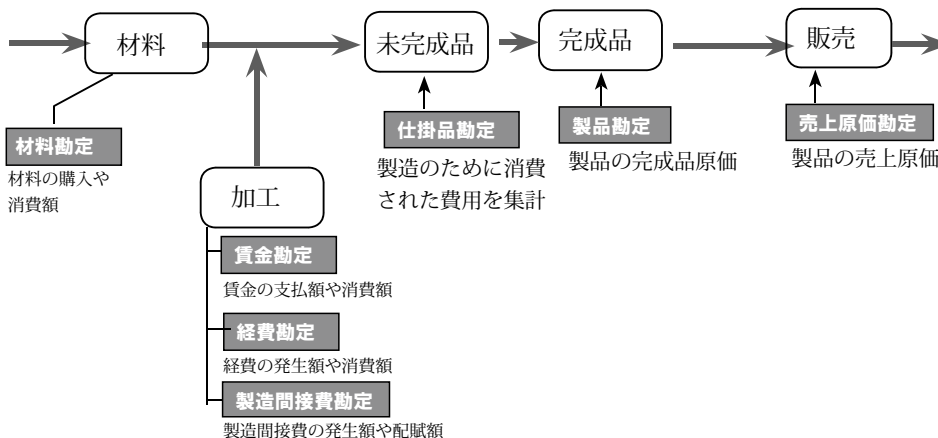 材料
未完成品
完成品
販売
材料勘定
材料の購入や
消費額
仕掛品勘定
製造のために消費
された費用を集計
製品勘定
製品の完成品原価
売上原価勘定
製品の売上原価
加工
賃金勘定
賃金の支払額や消費額
経費勘定
経費の発生額や消費額
製造間接費勘定
製造間接費の発生額や配賦額